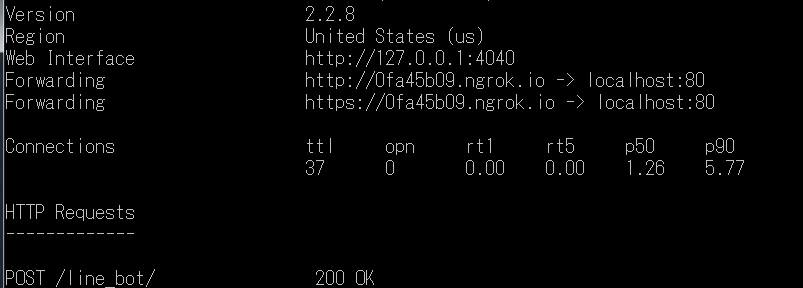 Version 2.2.8
Region United States (us)
Web Interface http://127.0.0.1:4040
Forwarding http://0fa45b09.ngrok.io -> localhost:80
Forwarding https://0fa45b09.ngrok.io -> localhost:80
Connections ttl opn rt1 rt5 p50 p90
37 0 0.00 0.00 1.26 5.77
HTTP Requests
-------------
POST /line_bot/ 200 OK